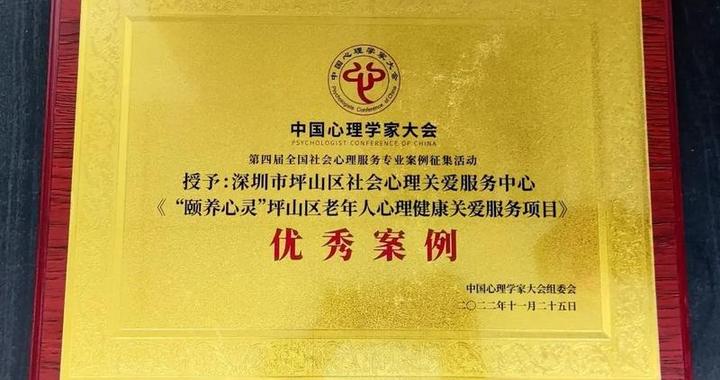 中国心理学家大会
Psychologists Conference of China
中国心理学家大会
PSYCHOLOGIST CONFERENCE OF CHINA
第四届全国社会心理服务专业案例征集活动
授予:深圳市坪山区社会心理关爱服务中心
《“颐养心灵”坪山区老年人心理健康关爱服务项目》
优秀案例
中国心理学家大会组委会
二〇二二年十一月二十五日